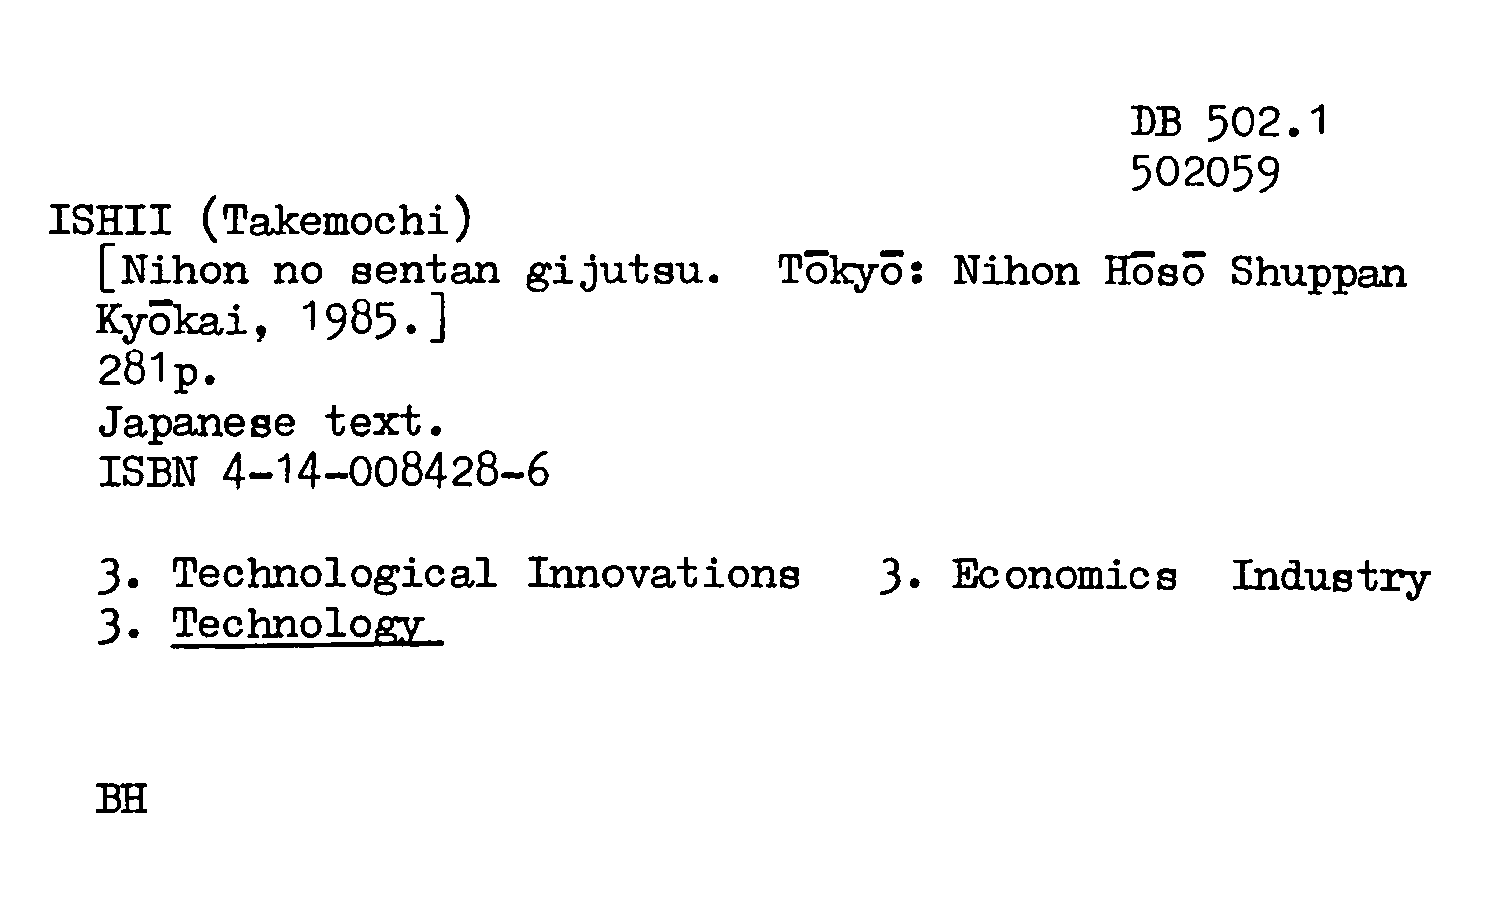 DB 502.1
502059
ISHII (Takemochi)
[Nihon no sentan gijutsu. Tōkyō: Nihon Hōsō Shuppan
Kyōkai, 1985.]
281p.
Japanese text.
ISBN 4-14-008428-6
3. Technological Innovations 3. Economics Industry
3. Technology
BH